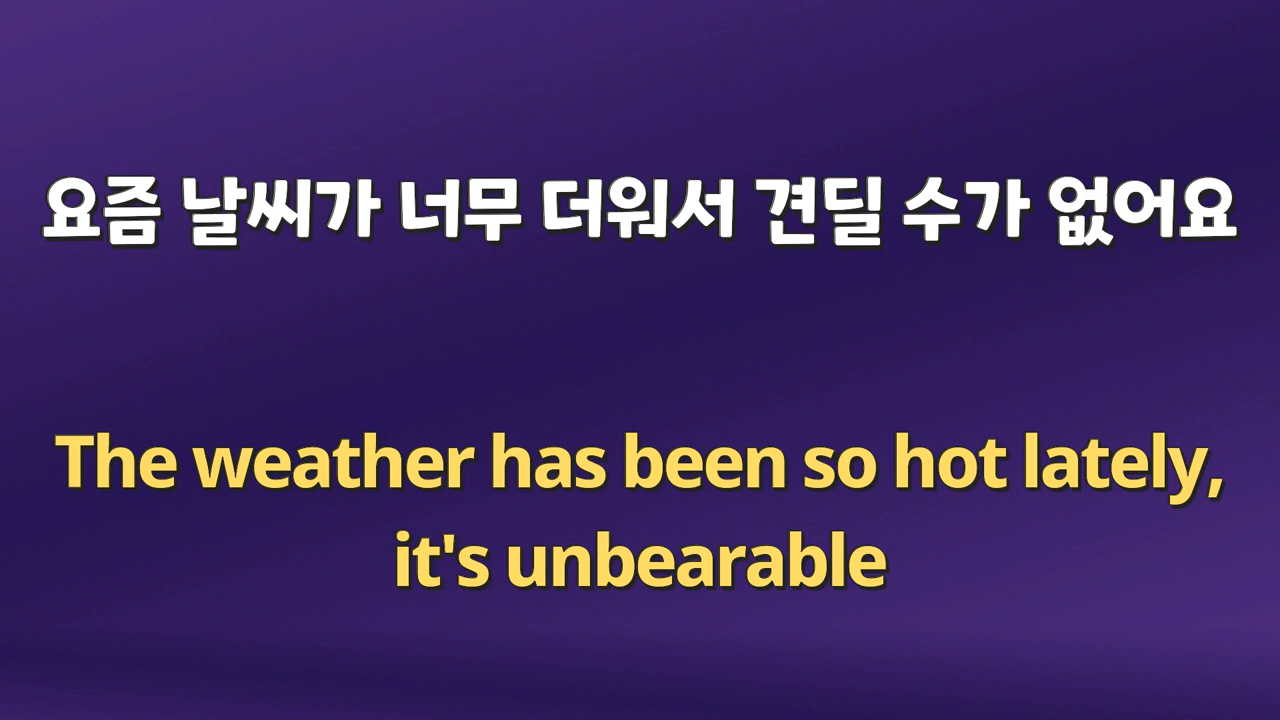 요즘 날씨가 너무 더워서 견딜 수가 없어요
The weather has been so hot lately,
it's unbearable